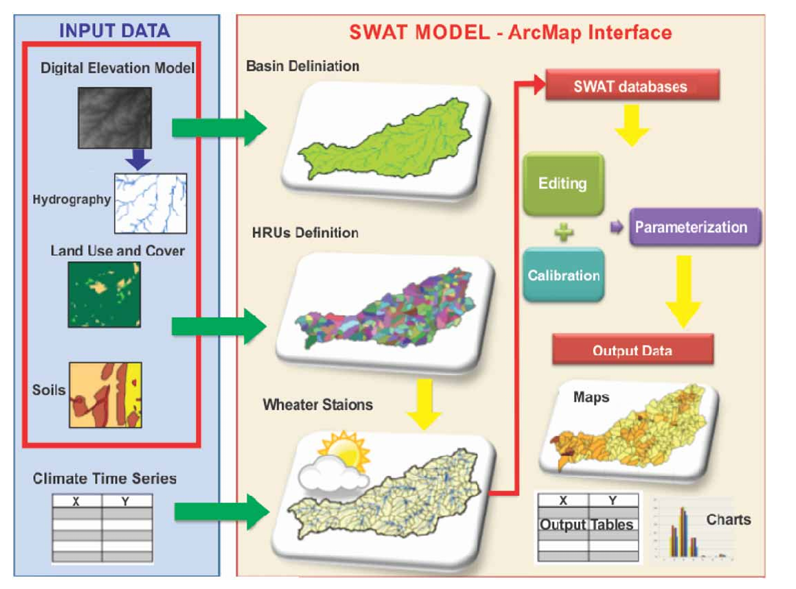 INPUT DATA
Digital Elevation Model
Hydrography
Land Use and Cover
Soils
Climate Time Series
X Y
SWAT MODEL - ArcMap Interface
Basin Deliniation
HRUs Definition
Wheater Staions
SWAT databases
Editing
Calibration
Parameterization
Output Data
Maps
X Y
Output Tables
Charts